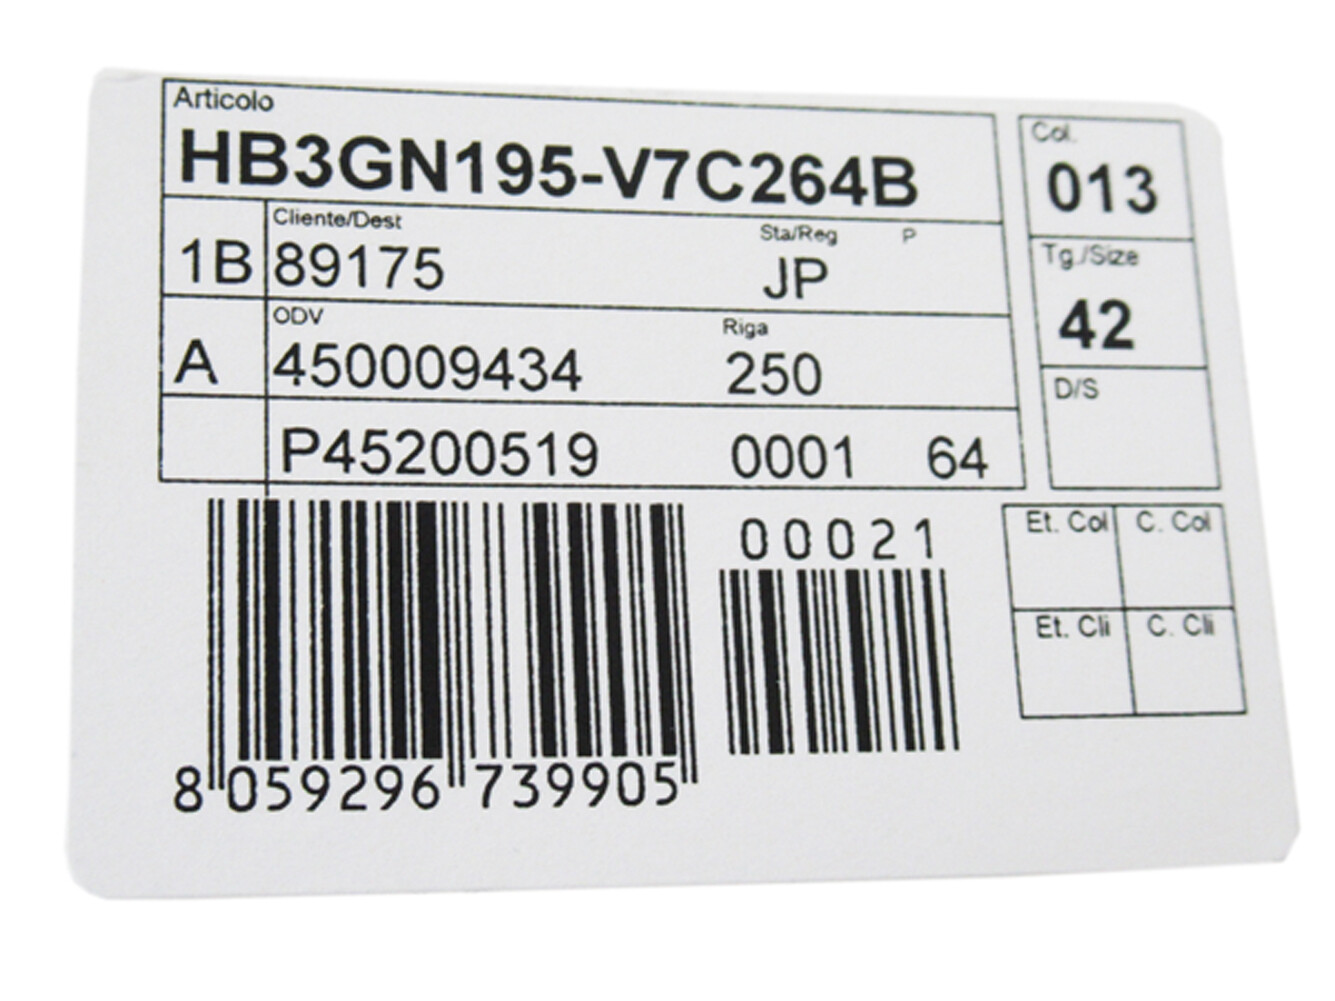 Articolo
HB3GN195-V7C264B
Col.
013
1B
Cliente/Dest
89175
Sta/Reg
JP
P
Tg./Size
42
A
ODV
450009434
Riga
250
D/S
P45200519 0001 64
00021
Et. Col C. Col
Et. Cli C. Cli
8 059296 739905